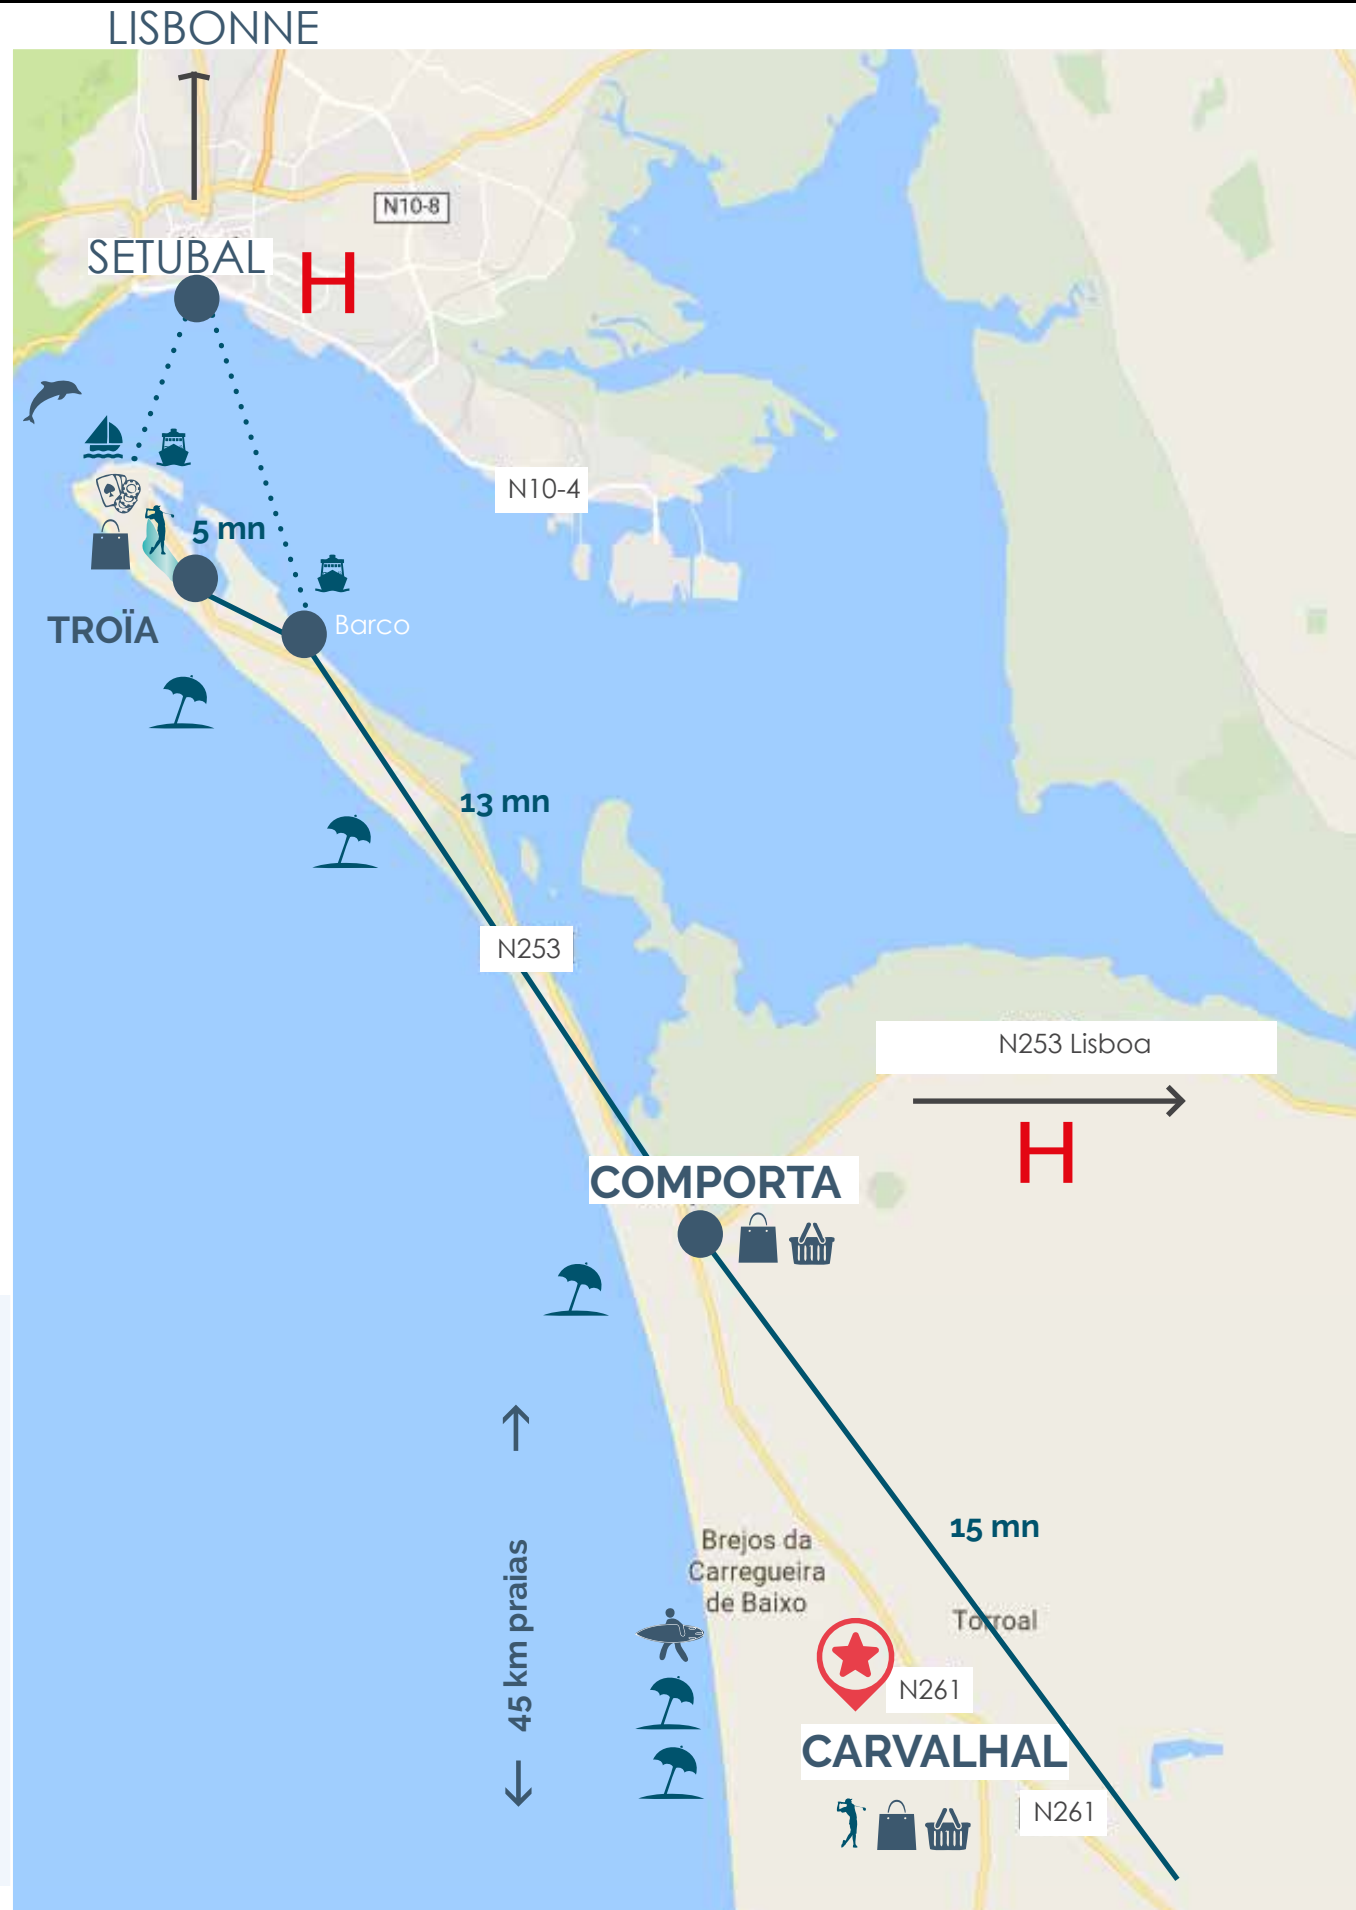 LISBONNE
N10-8
SETUBAL
H
N10-4
5 mn
Barco
TROÏA
13 mn
N253
N253 Lisboa
H
COMPORTA
15 mn
Brejos da
Carregueira
de Baixo
45 km praias
Torroal
N261
CARVALHAL
N261